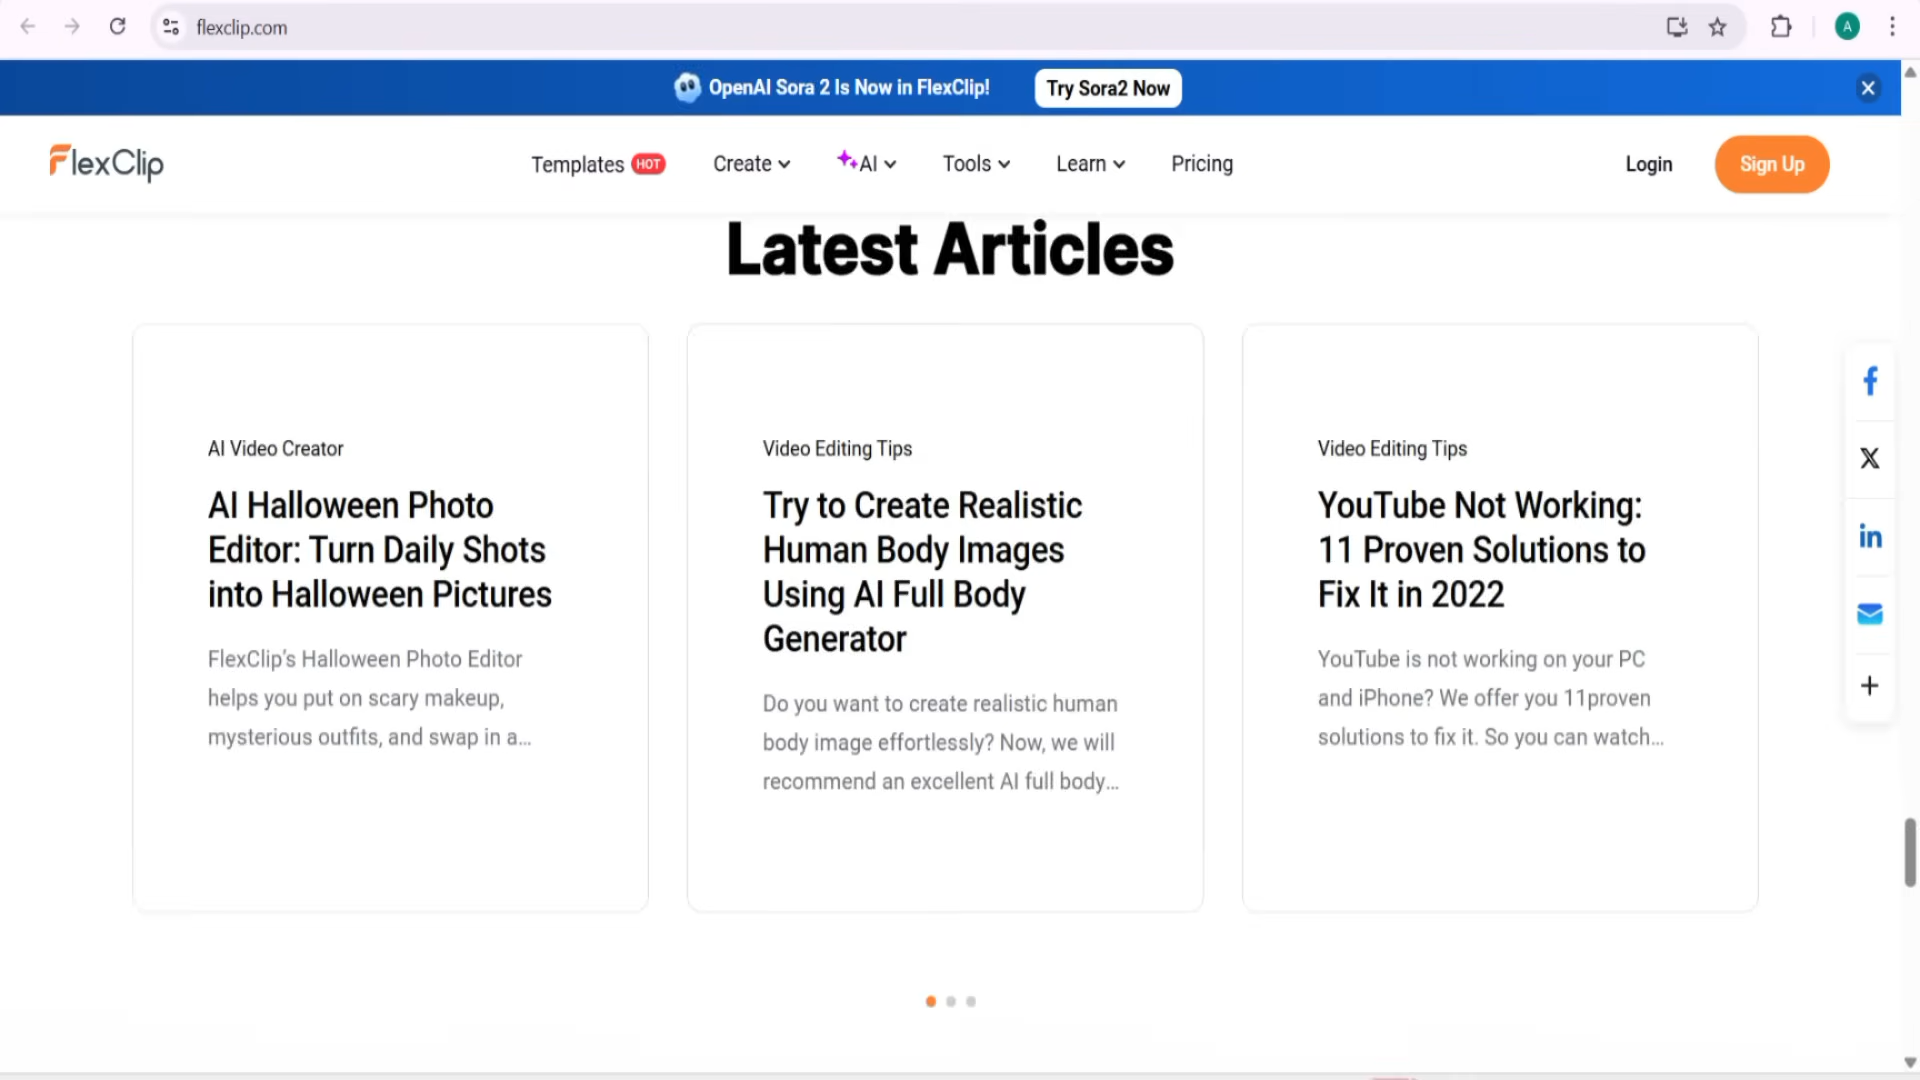 flexclip.com
A
OpenAI Sora 2 Is Now in FlexClip! Try Sora2 Now
FlexClip
Templates HOT Create AI Tools Learn Pricing Login Sign Up
Latest Articles
AI Video Creator
AI Halloween Photo
Editor: Turn Daily Shots
into Halloween Pictures
FlexClip's Halloween Photo Editor
helps you put on scary makeup,
mysterious outfits, and swap in a...
Video Editing Tips
Try to Create Realistic
Human Body Images
Using AI Full Body
Generator
Do you want to create realistic human
body image effortlessly? Now, we will
recommend an excellent AI full body...
Video Editing Tips
YouTube Not Working:
11 Proven Solutions to
Fix It in 2022
YouTube is not working on your PC
and iPhone? We offer you 11proven
solutions to fix it. So you can watch...